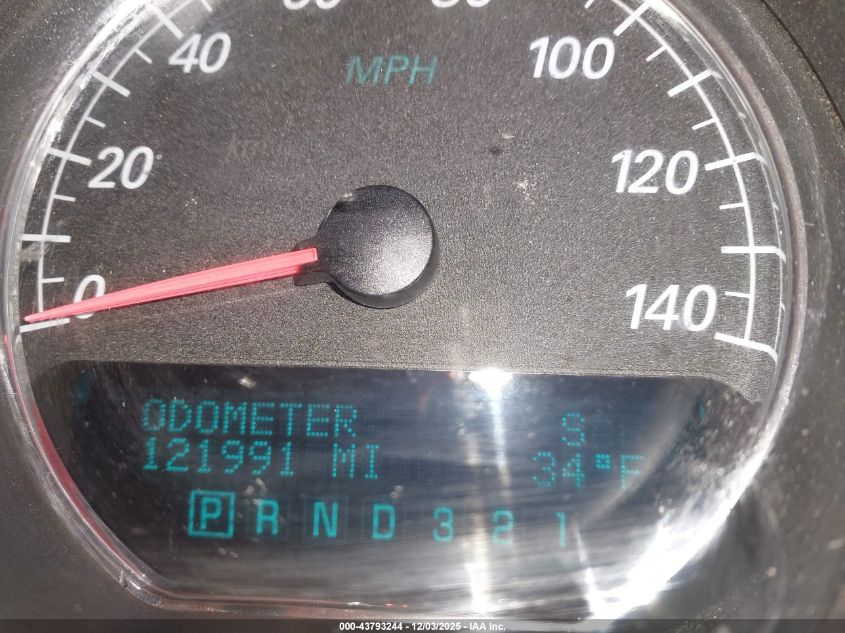 40
MPH
100
20
120
0
140
ODOMETER S
121991 MI 34°F
P R N D 3 2 1
000-43793244 - 12/03/2025 - IAA Inc.